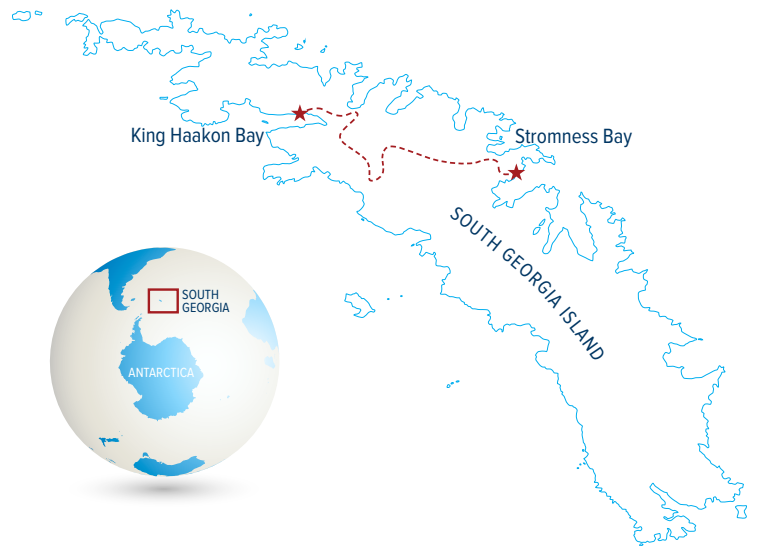 King Haakon Bay
Stromness Bay
SOUTH GEORGIA ISLAND
SOUTH
GEORGIA
ANTARCTICA